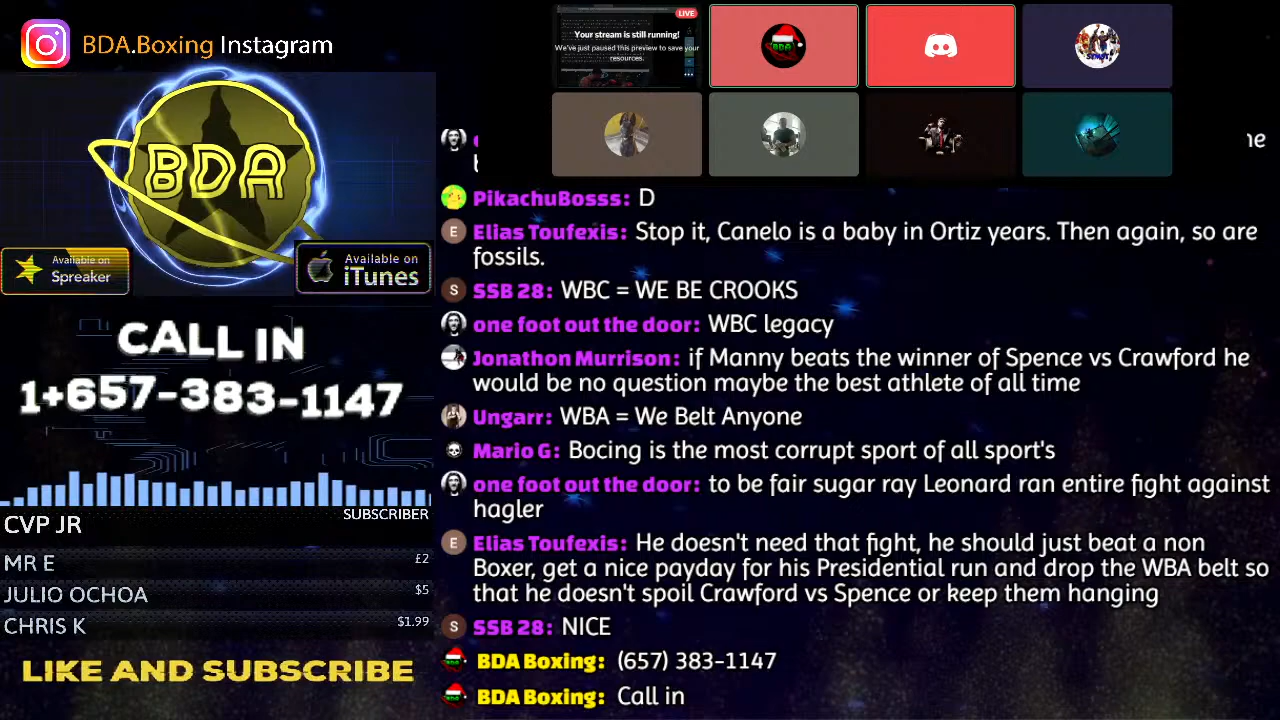 BDA.Boxing Instagram
LIVE
Your stream is still running!
We've just paused this preview to save your
resources.
BDA
Available on
Spreaker
Available on
iTunes
CALL IN
1+657-383-1147
SUBSCRIBER
CVP JR
MR E £2
JULIO OCHOA $5
CHRIS K $1.99
LIKE AND SUBSCRIBE
PikachuBosss: D
Elias Toufexis: Stop it, Canelo is a baby in Ortiz years. Then again, so are
fossils.
SSB 28: WBC = WE BE CROOKS
one foot out the door: WBC legacy
Jonathon Murrison: if Manny beats the winner of Spence vs Crawford he
would be no question maybe the best athlete of all time
Ungarr: WBA = We Belt Anyone
Mario G: Bocing is the most corrupt sport of all sport's
one foot out the door: to be fair sugar ray Leonard ran entire fight against
hagler
Elias Toufexis: He doesn't need that fight, he should just beat a non
Boxer, get a nice payday for his Presidential run and drop the WBA belt so
that he doesn't spoil Crawford vs Spence or keep them hanging
SSB 28: NICE
BDA Boxing: (657) 383-1147
BDA Boxing: Call in